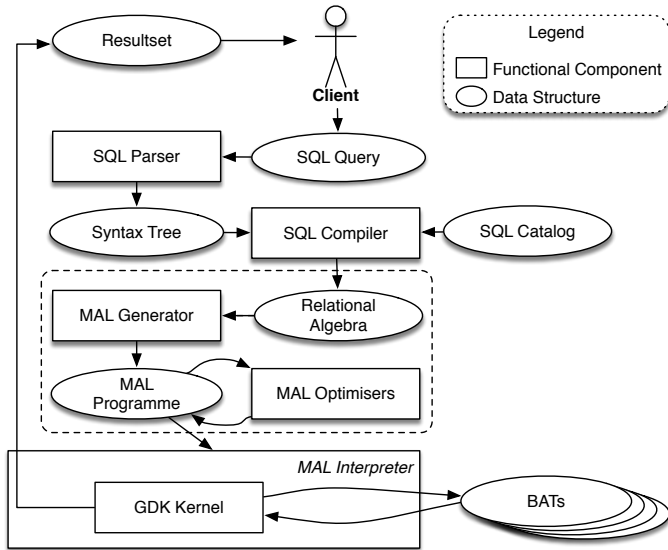 Resultset
Client
Legend
Functional Component
Data Structure
SQL Parser
SQL Query
Syntax Tree
SQL Compiler
SQL Catalog
MAL Generator
Relational
Algebra
MAL
Programme
MAL Optimisers
MAL Interpreter
GDK Kernel
BATs